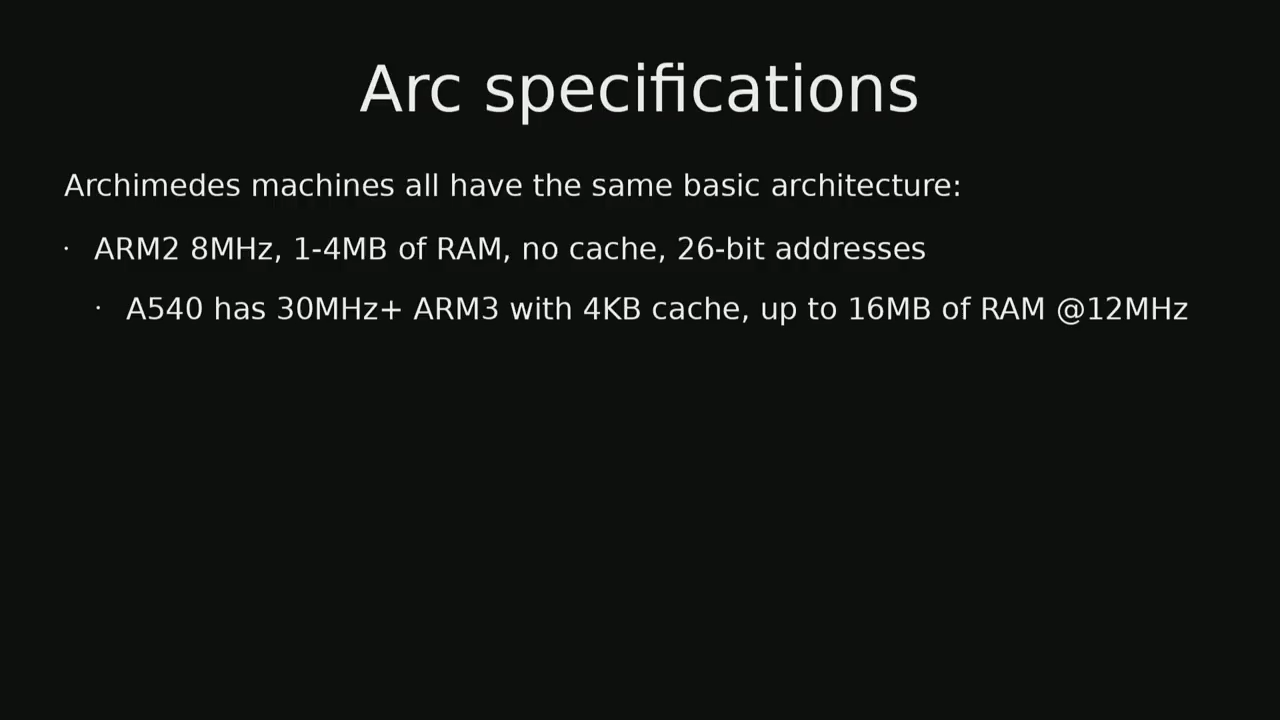 Arc specifications
Archimedes machines all have the same basic architecture:
· ARM2 8MHz, 1-4MB of RAM, no cache, 26-bit addresses
· A540 has 30MHz+ ARM3 with 4KB cache, up to 16MB of RAM @12MHz